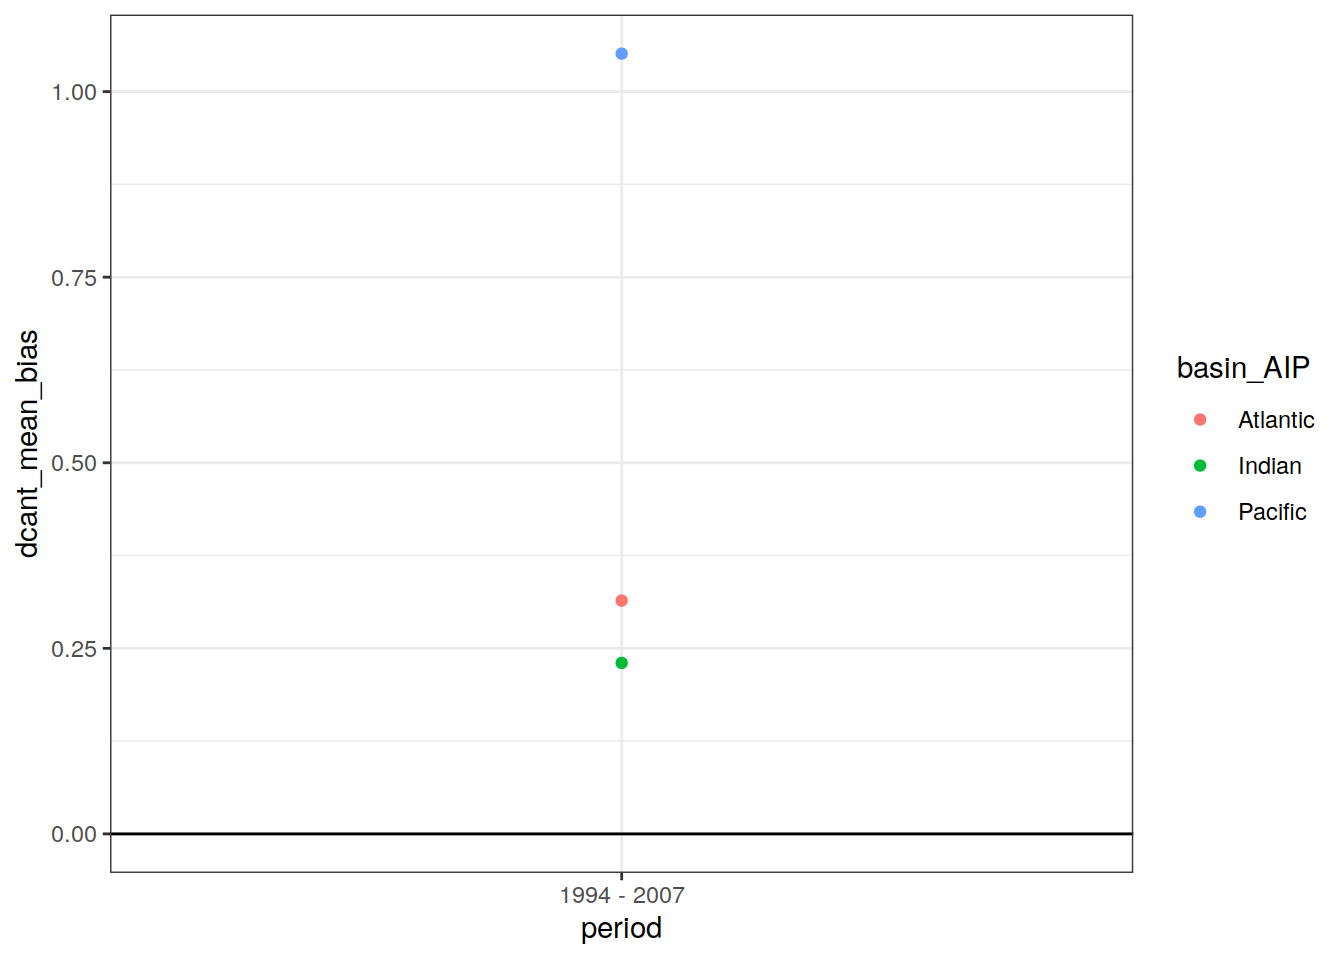 1.00
0.75
0.50
0.25
0.00
dcant_mean_bias
1994 - 2007
period
basin_AIP
Atlantic
Indian
Pacific